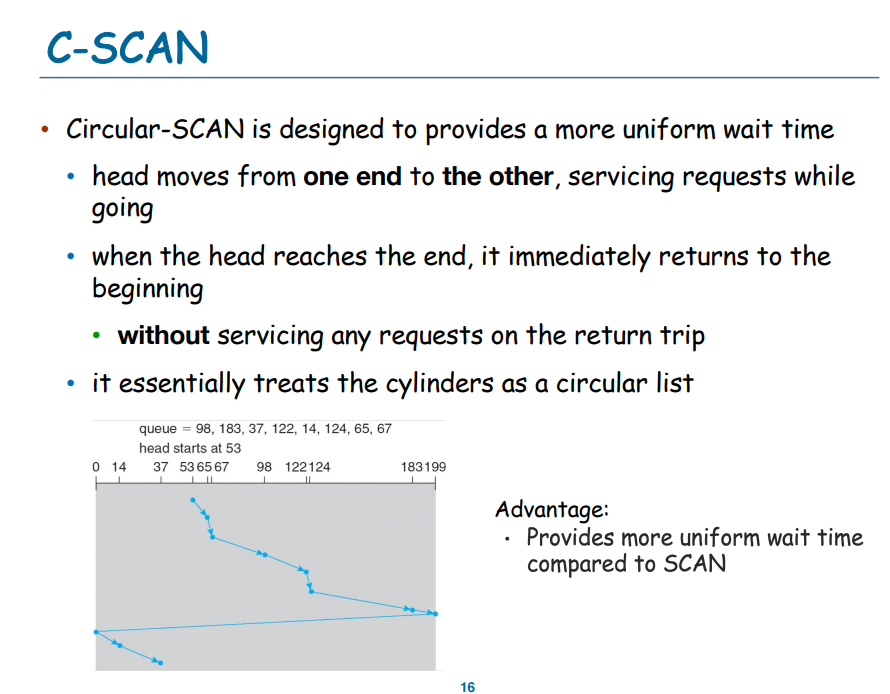 C-SCAN
• Circular-SCAN is designed to provides a more uniform wait time
• head moves from one end to the other, servicing requests while
going
• when the head reaches the end, it immediately returns to the
beginning
• without servicing any requests on the return trip
• it essentially treats the cylinders as a circular list
queue = 98, 183, 37, 122, 14, 124, 65, 67
head starts at 53
0 14 37 53 65 67 98 122 124 183 199
Advantage:
• Provides more uniform wait time
compared to SCAN
16